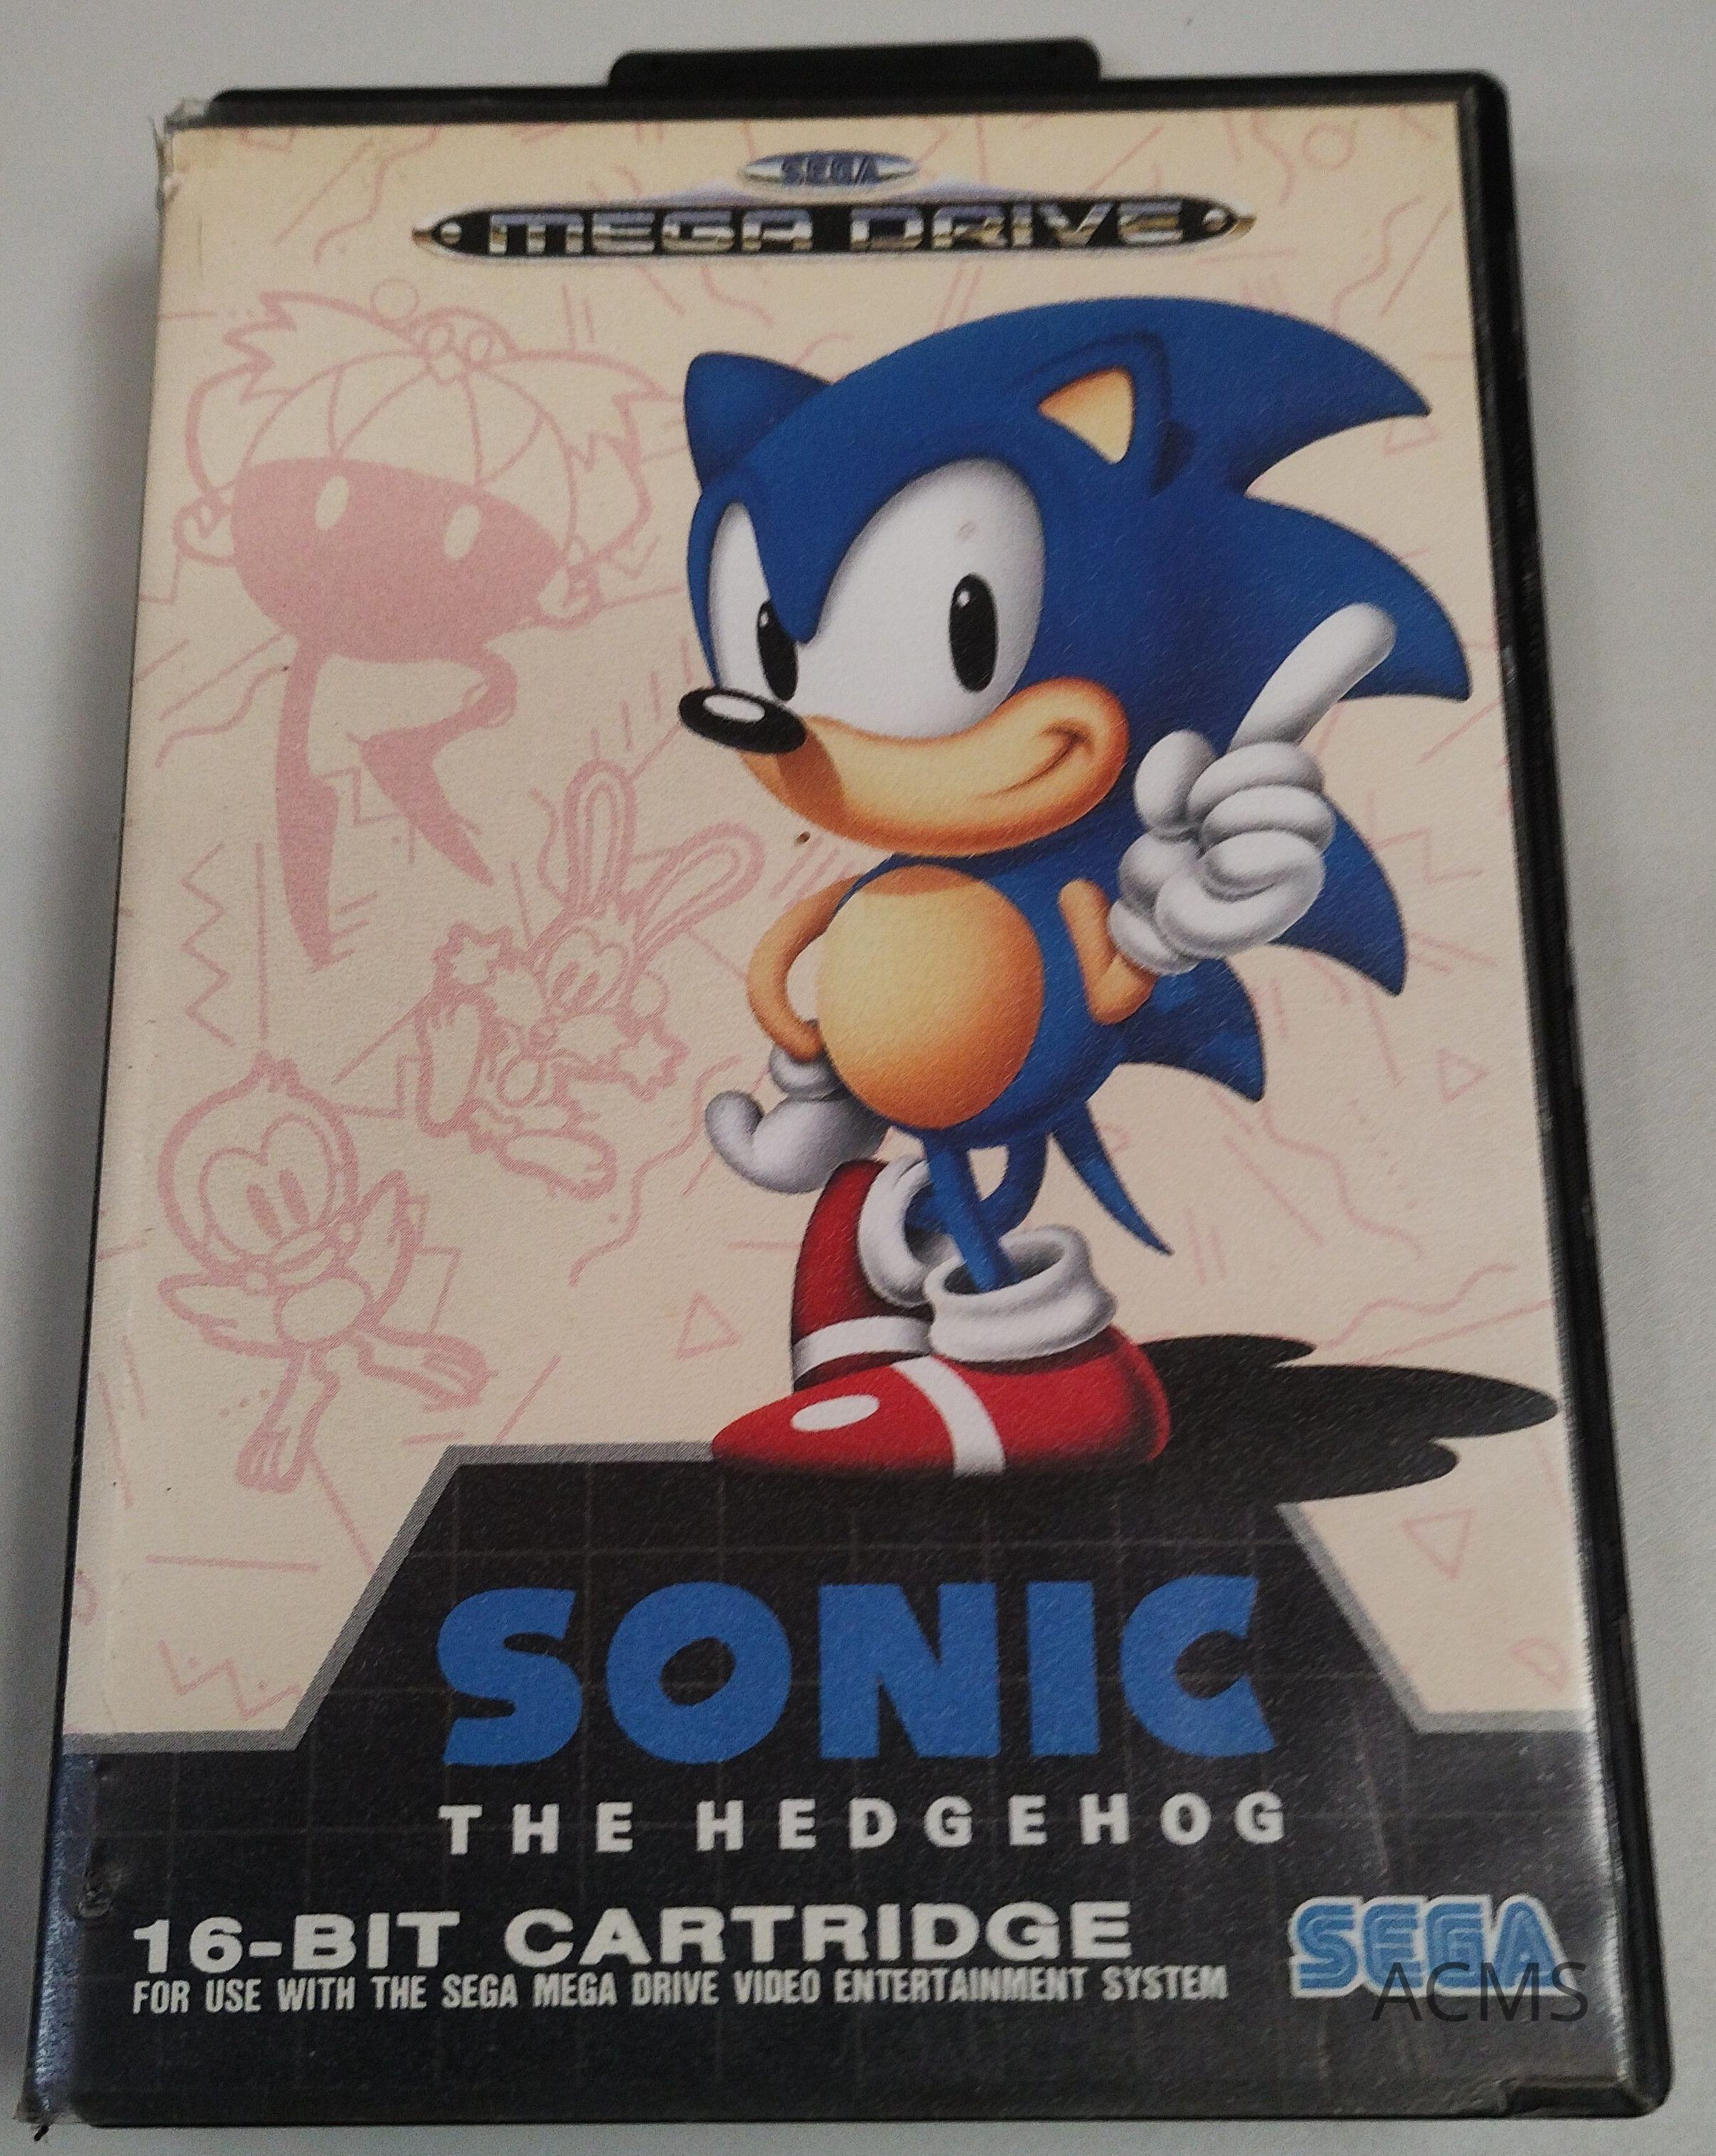 SEGA
MEGA DRIVE
SONIC
THE HEDGEHOG
16-BIT CARTRIDGE
FOR USE WITH THE SEGA MEGA DRIVE VIDEO ENTERTAINMENT SYSTEM
SEGA
ACMS